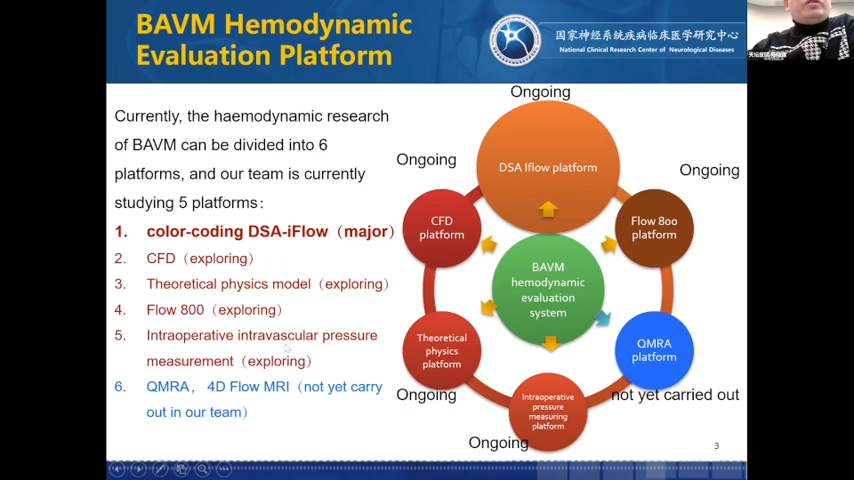 BAVM Hemodynamic
Evaluation Platform
国家神经系统疾病临床医学研究中心
National Clinical Research Center of Neurological Diseases
Currently, the haemodynamic research
of BAVM can be divided into 6
platforms, and our team is currently
studying 5 platforms：
1. color-coding DSA-iFlow（major）
2. CFD（exploring）
3. Theoretical physics model（exploring）
4. Flow 800（exploring）
5. Intraoperative intravascular pressure
measurement（exploring）
6. QMRA， 4D Flow MRI（not yet carry
out in our team）
Ongoing
DSA Iflow platform
Ongoing
CFD
platform
Ongoing
Flow 800
platform
BAVM
hemodynamic
evaluation
system
Theoretical
physics
platform
Ongoing
QMRA
platform
not yet carried out
Intraoperative
pressure
measuring
platform
Ongoing
3